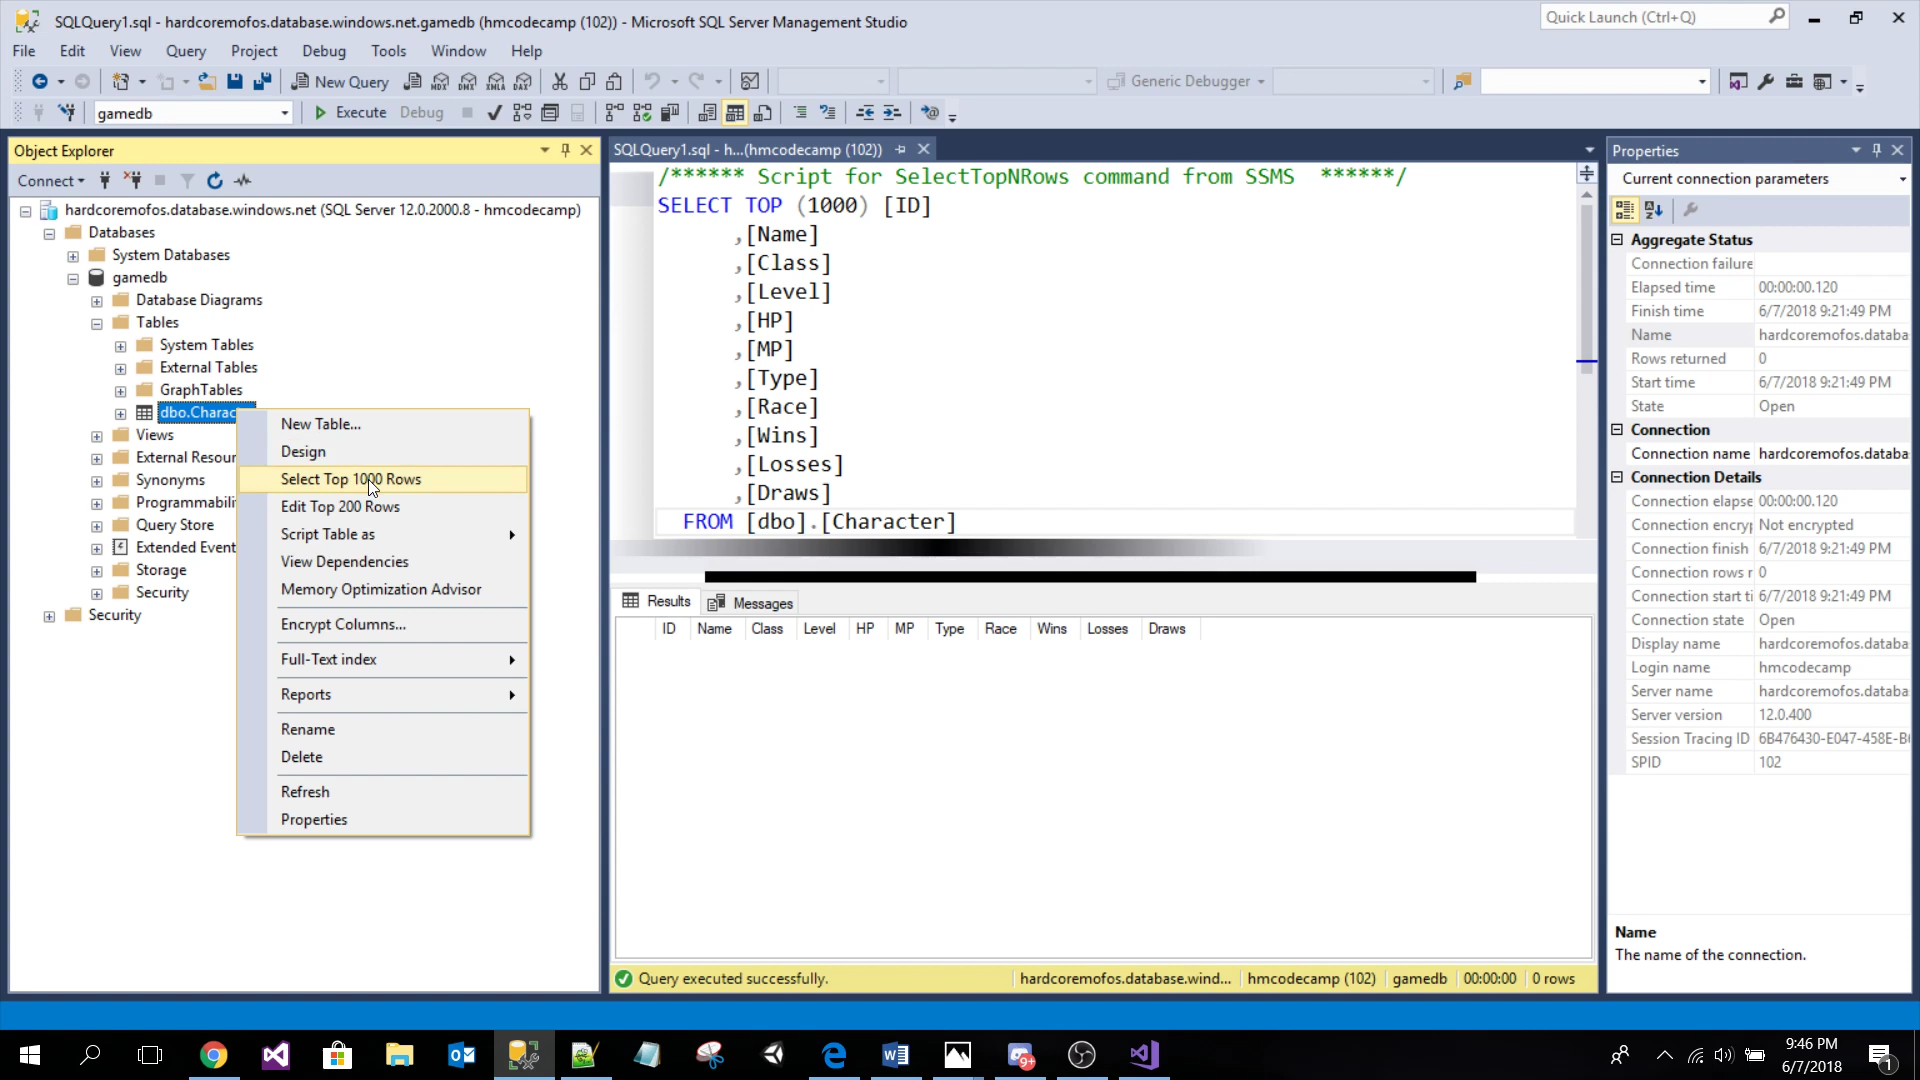 SQLQuery1.sql - hardcoremofos.database.windows.net.gamedb (hmcodecamp (102)) - Microsoft SQL Server Management Studio
Quick Launch (Ctrl+Q)
File Edit View Query Project Debug Tools Window Help
New Query MDX DMX XMLA DAX Generic Debugger
gamedb Execute Debug
Object Explorer
Connect
hardcoremofos.database.windows.net (SQL Server 12.0.2000.8 - hmcodecamp)
Databases
System Databases
gamedb
Database Diagrams
Tables
System Tables
External Tables
GraphTables
dbo.Charac
Views
External Resour
Synonyms
Programmabili
Query Store
Extended Event
Storage
Security
Security
New Table...
Design
Select Top 1000 Rows
Edit Top 200 Rows
Script Table as
View Dependencies
Memory Optimization Advisor
Encrypt Columns...
Full-Text index
Reports
Rename
Delete
Refresh
Properties
SQLQuery1.sql - h...(hmcodecamp (102))
/****** Script for SelectTopNRows command from SSMS ******/
SELECT TOP (1000) [ID]
,[Name]
,[Class]
,[Level]
,[HP]
,[MP]
,[Type]
,[Race]
,[Wins]
,[Losses]
,[Draws]
FROM [dbo].[Character]
Results Messages
ID Name Class Level HP MP Type Race Wins Losses Draws
Query executed successfully. hardcoremofos.database.wind... hmcodecamp (102) gamedb 00:00:00 0 rows
Properties
Current connection parameters
Aggregate Status
Connection failure
Elapsed time 00:00:00.120
Finish time 6/7/2018 9:21:49 PM
Name hardcoremofos.databa
Rows returned 0
Start time 6/7/2018 9:21:49 PM
State Open
Connection
Connection name hardcoremofos.databa
Connection Details
Connection elapse 00:00:00.120
Connection encryp Not encrypted
Connection finish 6/7/2018 9:21:49 PM
Connection rows r 0
Connection start ti 6/7/2018 9:21:49 PM
Connection state Open
Display name hardcoremofos.databa
Login name hmcodecamp
Server name hardcoremofos.databa
Server version 12.0.400
Session Tracing ID 6B476430-E047-458E-B
SPID 102
Name
The name of the connection.
9+
9:46 PM
6/7/2018
1